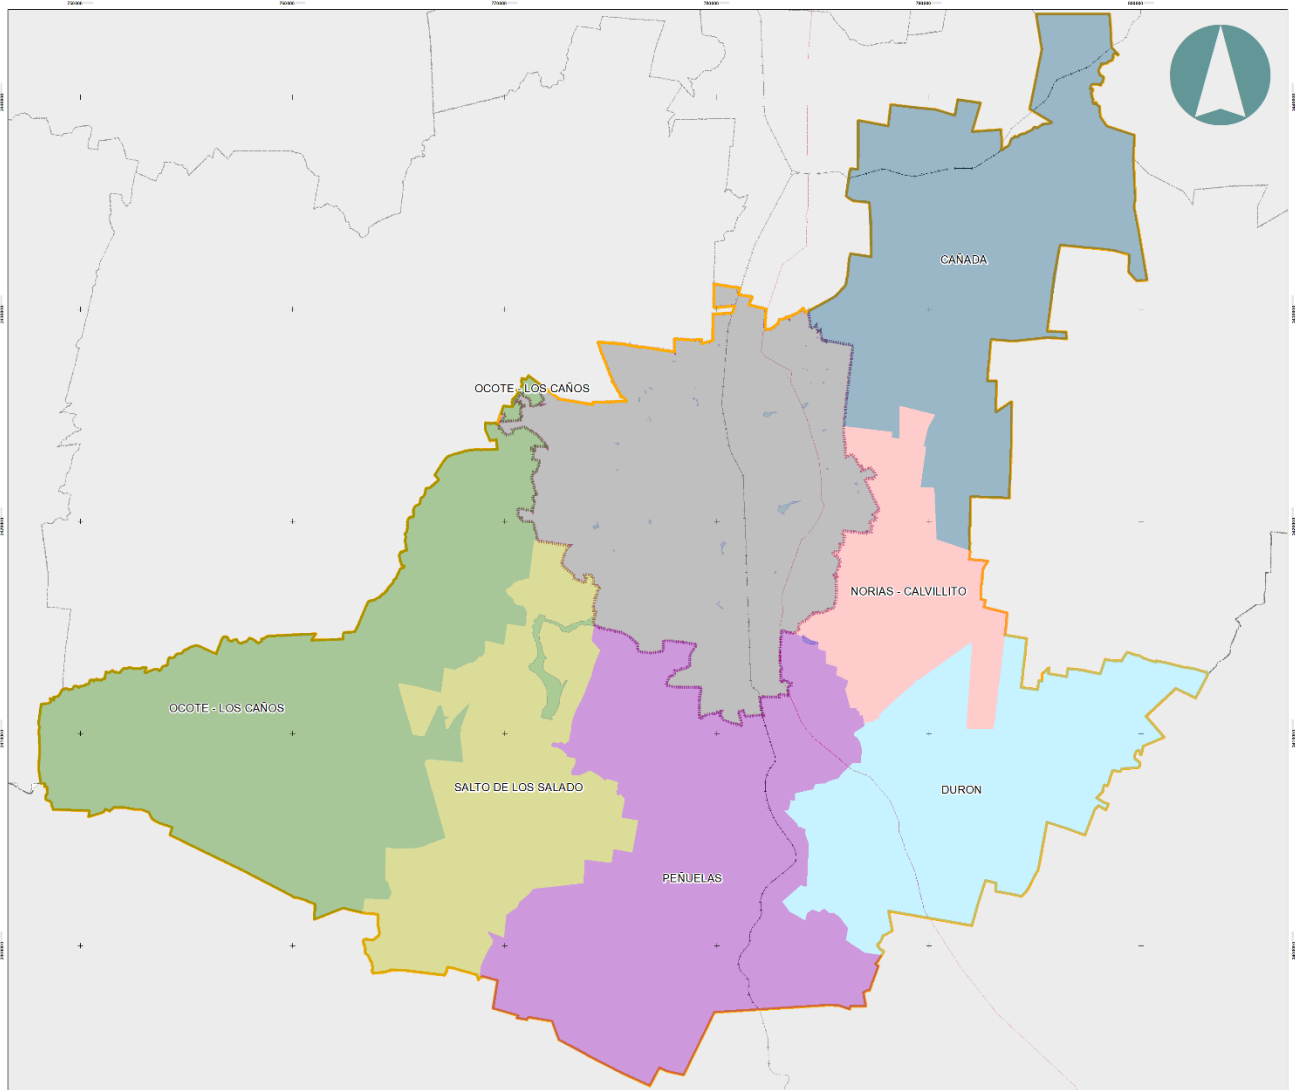 CAÑADA
OCOTE - LOS CAÑOS
NORIAS - CALVILLITO
OCOTE - LOS CAÑOS
SALTO DE LOS SALADO
DURON
PEÑUELAS